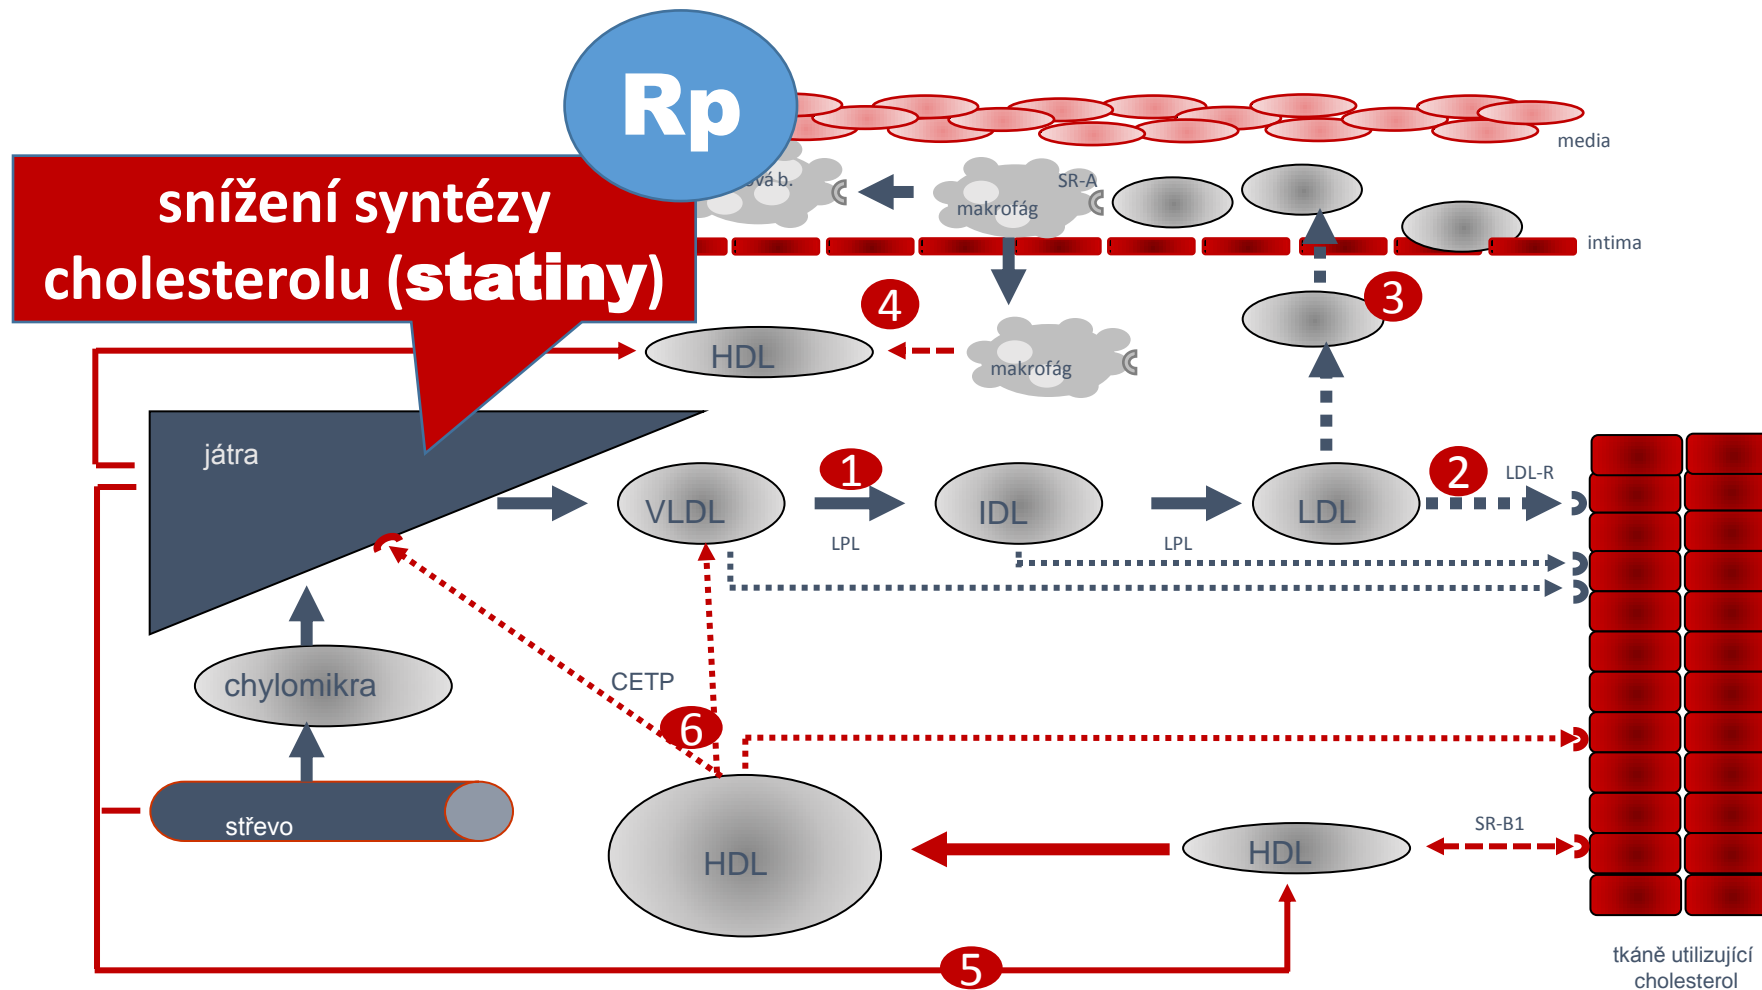 Rp
media
snížení syntézy
cholesterolu (statiny)
b.
SR-A
makrofág
intima
3
4
HDL
makrofág
játra
1
2
LDL-R
VLDL
IDL
LDL
LPL
LPL
chylomikra
CETP
6
střevo
SR-B1
HDL
HDL
5
tkáně utilizující
cholesterol